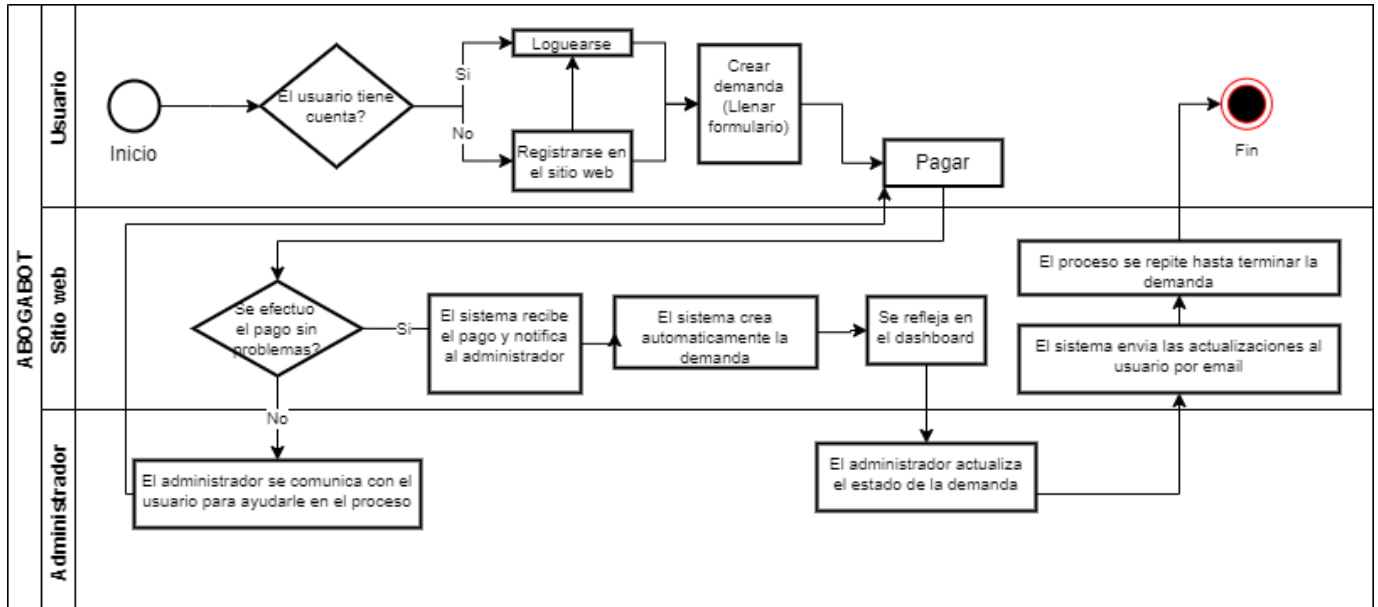 ABOGABOT
Usuario
Inicio
El usuario tiene
cuenta?
Si
No
Loguearse
Registrarse en
el sitio web
Crear
demanda
(Llenar
formulario)
Pagar
Fin
Sitio web
Se efectuo
el pago sin
problemas?
Si
No
El sistema recibe
el pago y notifica
al administrador
El sistema crea
automaticamente la
demanda
Se refleja en
el dashboard
El proceso se repite hasta terminar la
demanda
El sistema envia las actualizaciones al
usuario por email
Administrador
El administrador se comunica con el
usuario para ayudarle en el proceso
El administrador actualiza
el estado de la demanda